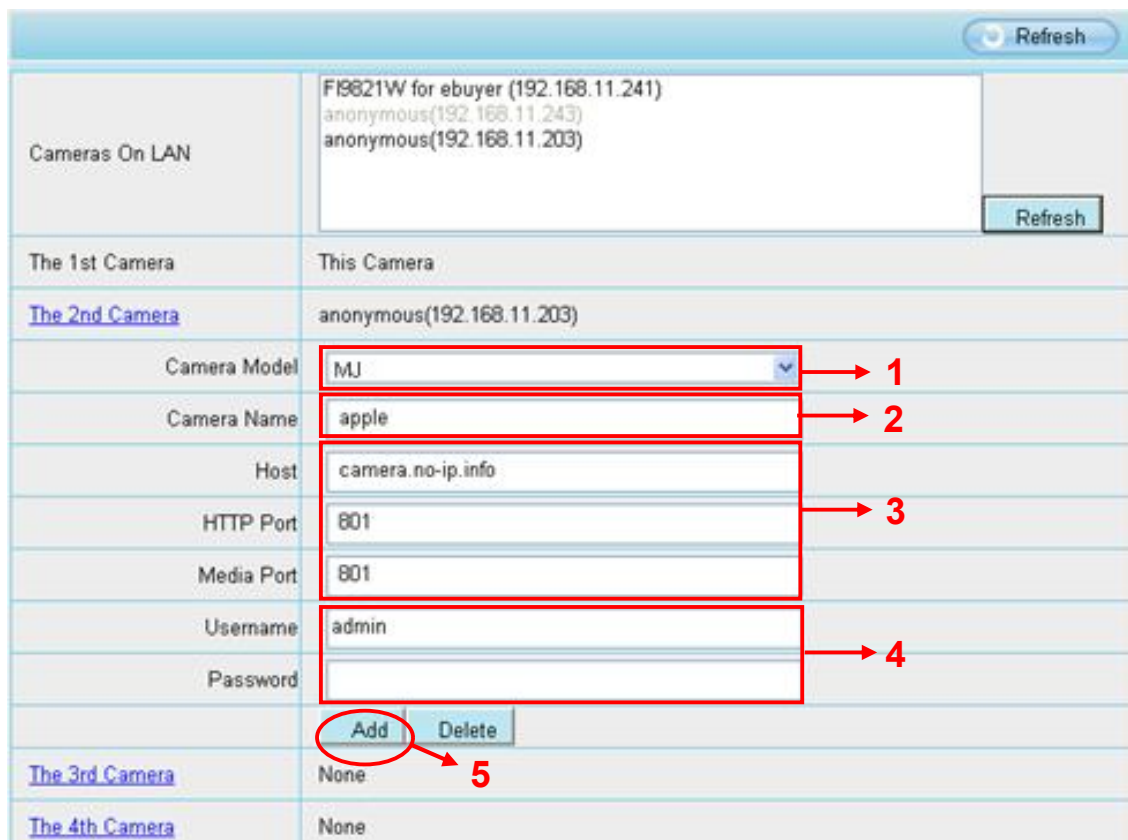 Refresh
Cameras On LAN
FI9821W for ebuyer (192.168.11.241)
anonymous(192.168.11.243)
anonymous(192.168.11.203)
Refresh
The 1st Camera This Camera
The 2nd Camera anonymous(192.168.11.203)
Camera Model MJ 1
Camera Name apple 2
Host camera.no-ip.info
HTTP Port 801 3
Media Port 801
Username admin
4
Password
Add Delete
5
The 3rd Camera None
The 4th Camera None